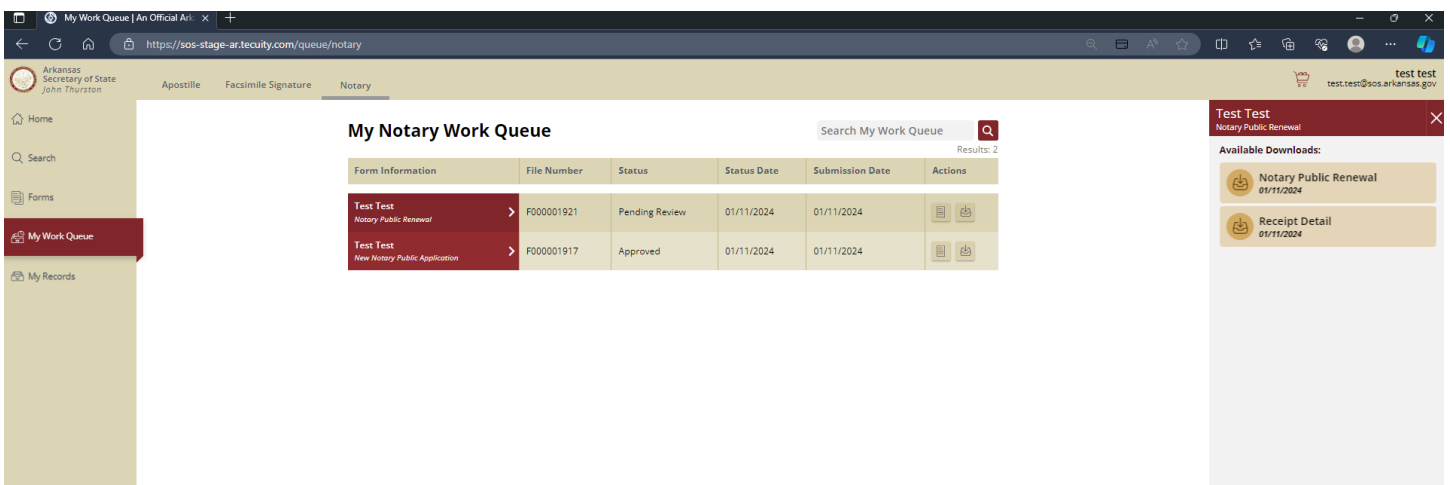 My Work Queue | An Official Ark
https://sos-stage-ar.tecuity.com/queue/notary
Arkansas
Secretary of State
John Thurston
Apostille
Facsimile Signature
Notary
test test
test.test@sos.arkansas.gov
Home
Search
Forms
My Work Queue
My Records
My Notary Work Queue
Search My Work Queue
Results: 2
Form Information File Number Status Status Date Submission Date Actions
Test Test
Notary Public Renewal
F000001921 Pending Review 01/11/2024 01/11/2024
Test Test
New Notary Public Application
F000001917 Approved 01/11/2024 01/11/2024
Test Test
Notary Public Renewal
Available Downloads:
Notary Public Renewal
01/11/2024
Receipt Detail
01/11/2024